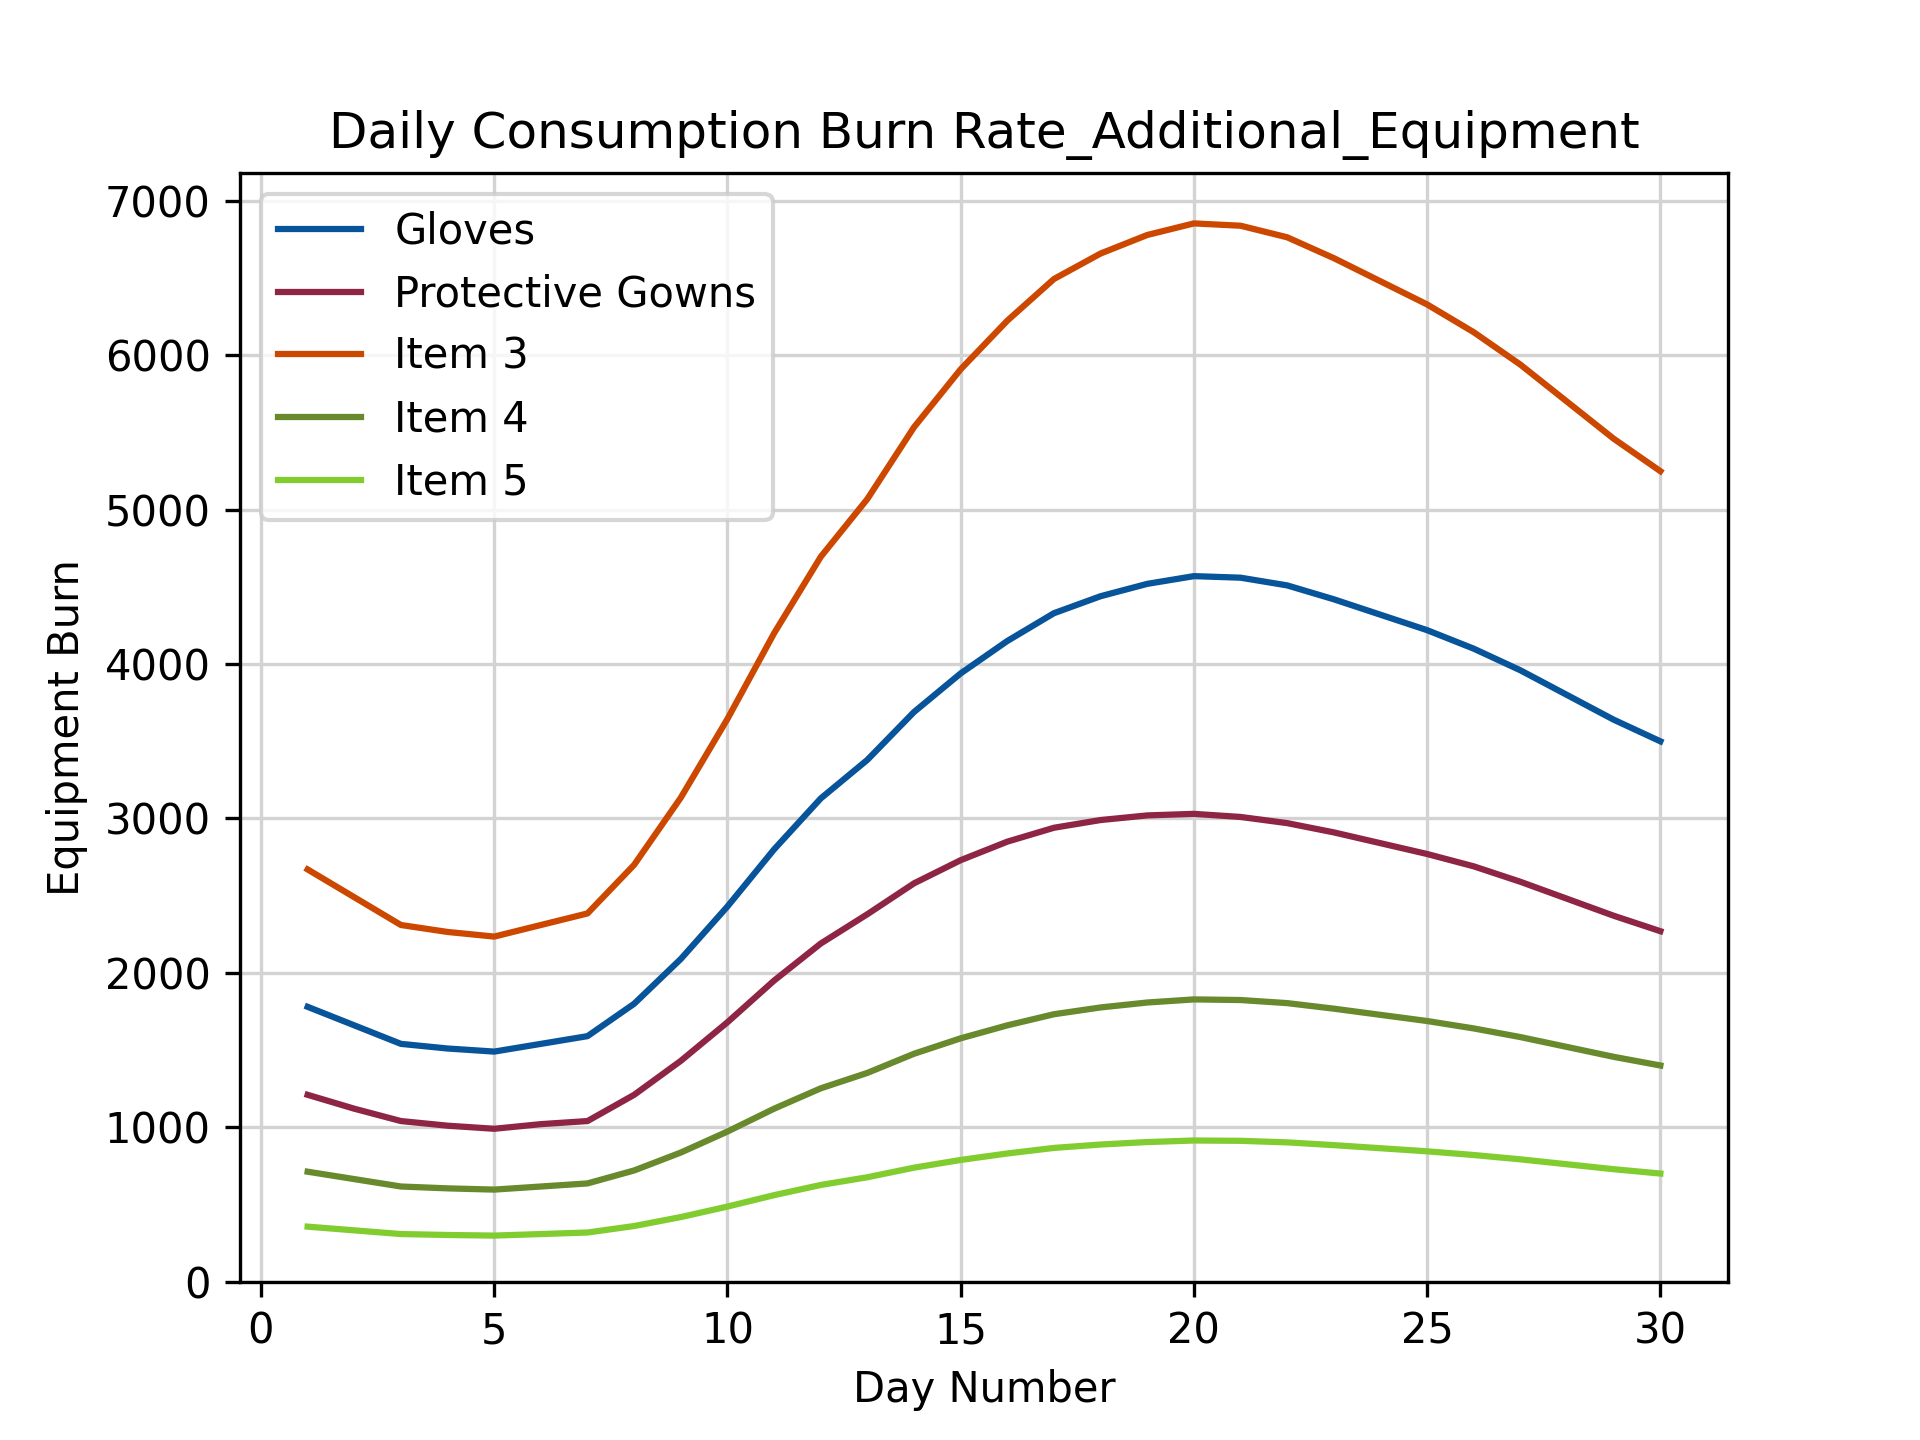 Daily Consumption Burn Rate_Additional_Equipment
7000
6000
5000
4000
3000
2000
1000
0
Equipment Burn
Gloves
Protective Gowns
Item 3
Item 4
Item 5
0 5 10 15 20 25 30
Day Number